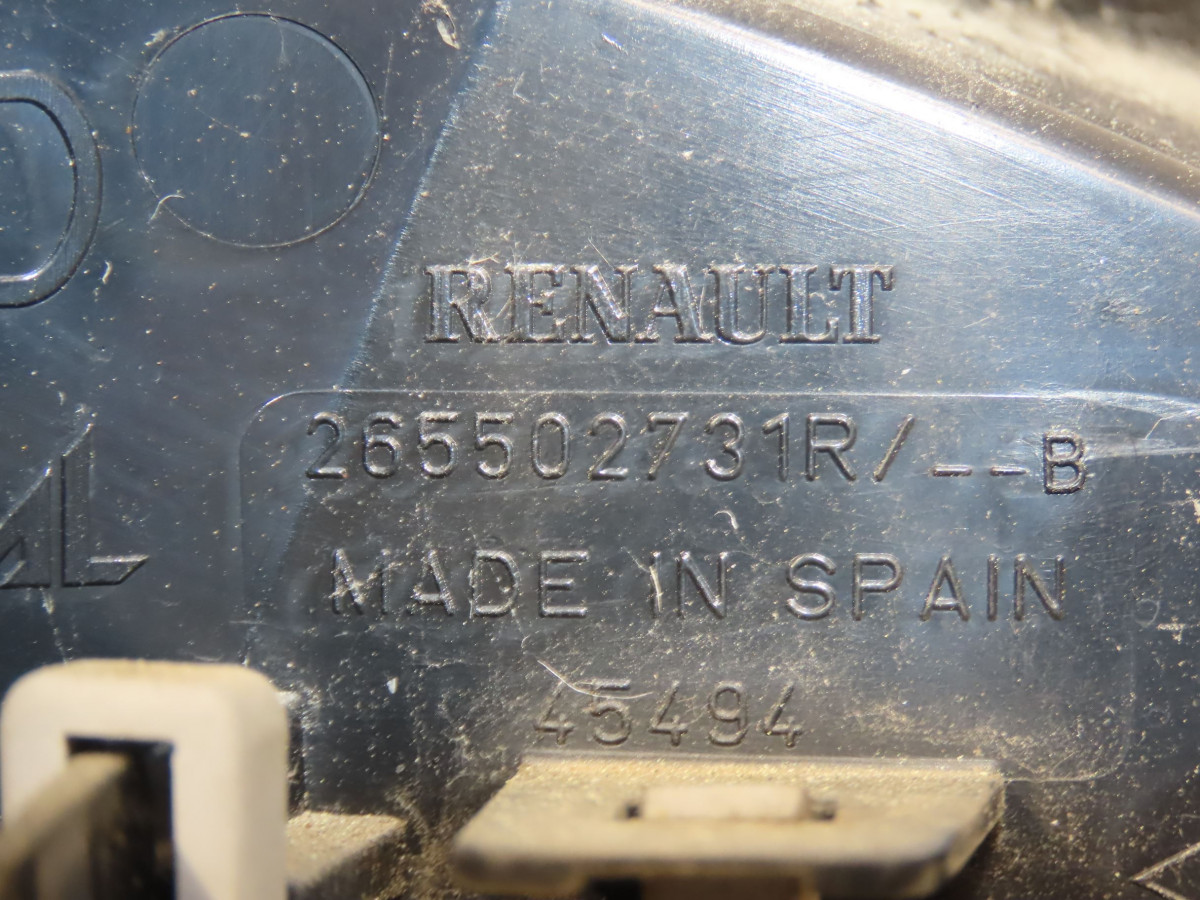 RENAULT
265502731R/--B
MADE IN SPAIN
45494